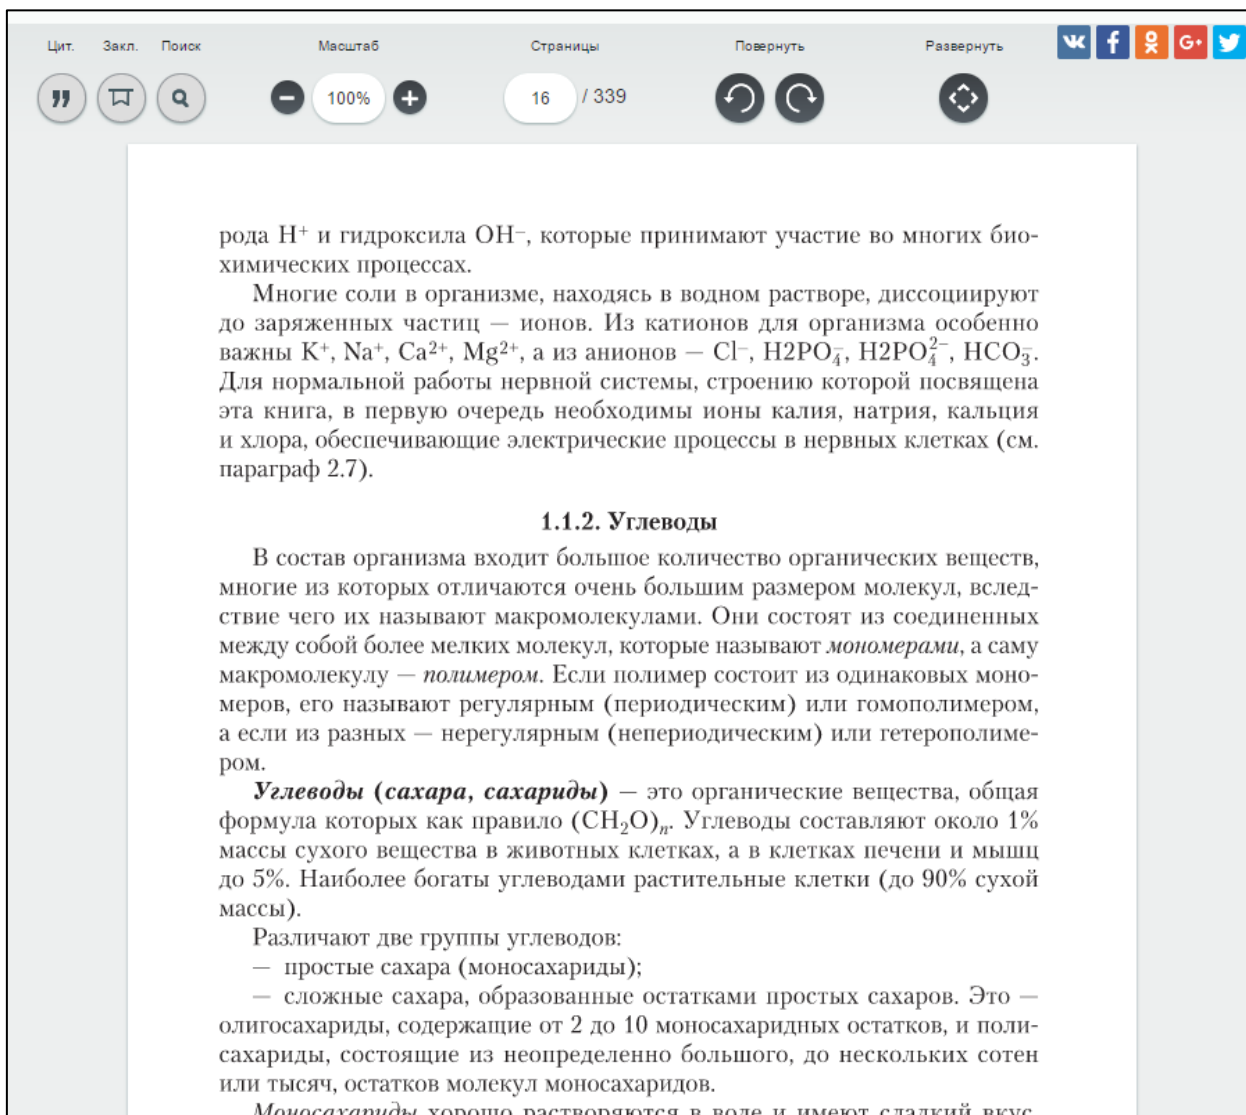 Цит. Закл. Поиск Масштаб Страницы Повернуть Развернуть
100% 16 / 339
рода H⁺ и гидроксила OH⁻, которые принимают участие во многих био-
химических процессах.
Многие соли в организме, находясь в водном растворе, диссоциируют
до заряженных частиц — ионов. Из катионов для организма особенно
важны K⁺, Na⁺, Ca²⁺, Mg²⁺, а из анионов — Cl⁻, H2PO₄⁻, H2PO₄²⁻, HCO₃⁻.
Для нормальной работы нервной системы, строению которой посвящена
эта книга, в первую очередь необходимы ионы калия, натрия, кальция
и хлора, обеспечивающие электрические процессы в нервных клетках (см.
параграф 2.7).
1.1.2. Углеводы
В состав организма входит большое количество органических веществ,
многие из которых отличаются очень большим размером молекул, вслед-
ствие чего их называют макромолекулами. Они состоят из соединенных
между собой более мелких молекул, которые называют мономерами, а саму
макромолекулу — полимером. Если полимер состоит из одинаковых моно-
меров, его называют регулярным (периодическим) или гомополимером,
а если из разных — нерегулярным (непериодическим) или гетерополиме-
ром.
Углеводы (сахара, сахариды) — это органические вещества, общая
формула которых как правило (CH₂O)ₙ. Углеводы составляют около 1%
массы сухого вещества в животных клетках, а в клетках печени и мышц
до 5%. Наиболее богаты углеводами растительные клетки (до 90% сухой
массы).
Различают две группы углеводов:
— простые сахара (моносахариды);
— сложные сахара, образованные остатками простых сахаров. Это —
олигосахариды, содержащие от 2 до 10 моносахаридных остатков, и поли-
сахариды, состоящие из неопределенно большого, до нескольких сотен
или тысяч, остатков молекул моносахаридов.
Моносахариды хорошо растворяются в воде и имеют сладкий вкус.